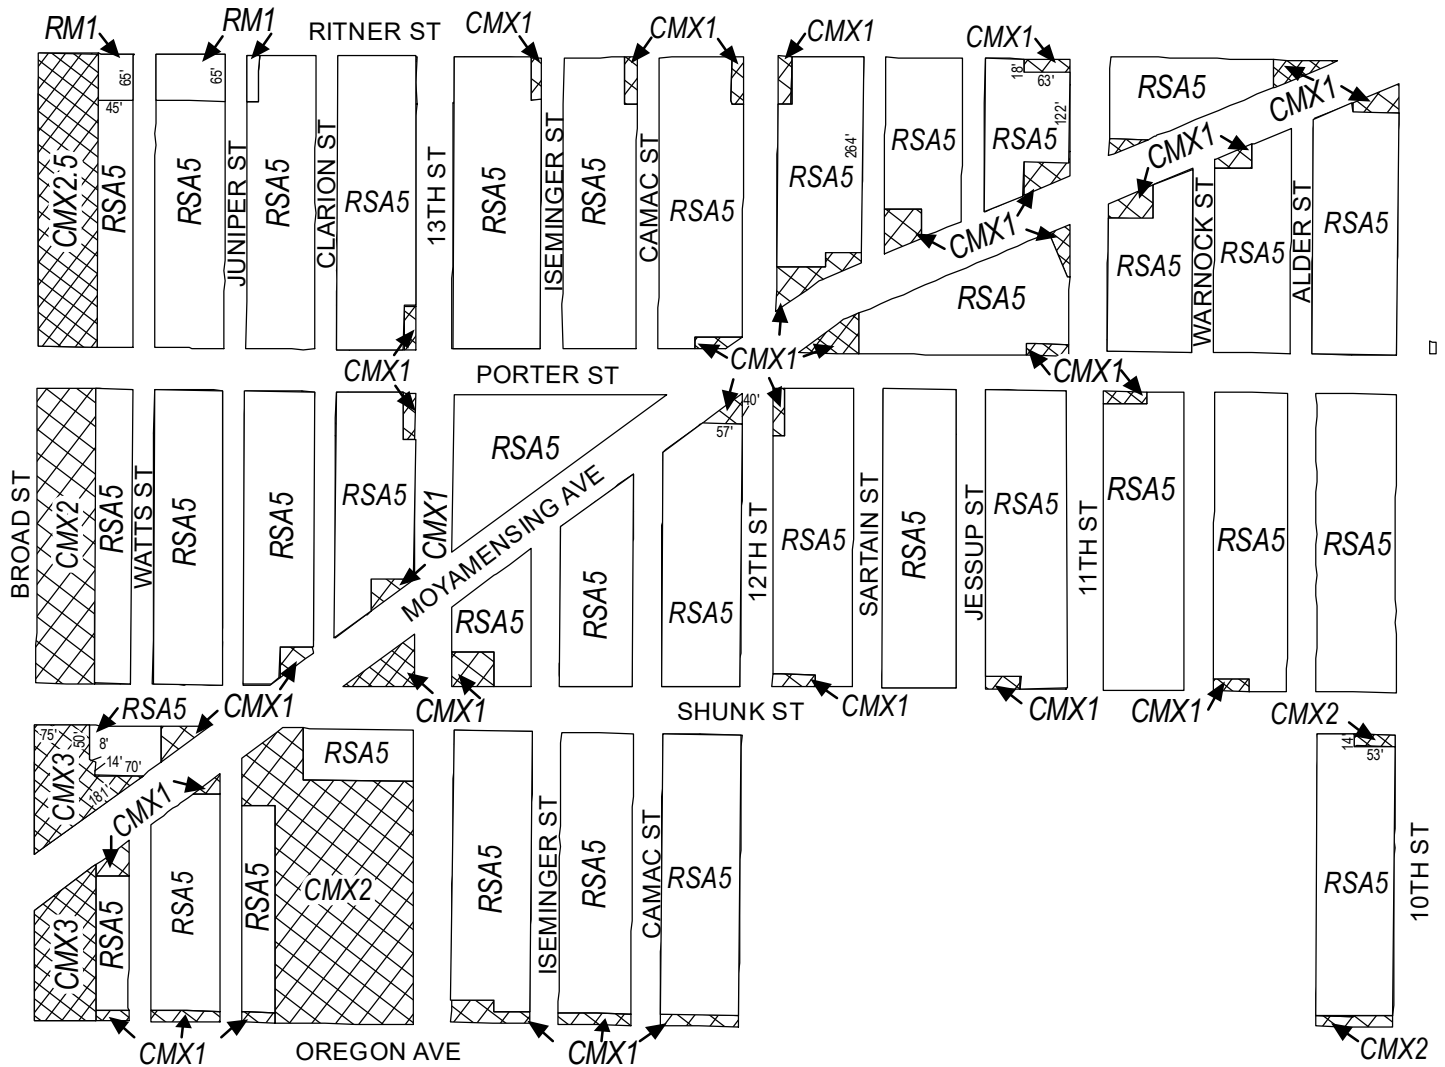 RM1
RM1
RITNER ST
CMX1
CMX1
CMX1
CMX1
65'
65'
45'
18'
63'
122'
RSA5
CMX1
CMX1
CMX2.5
RSA5
RSA5
JUNIPER ST
RSA5
CLARION ST
RSA5
13TH ST
RSA5
ISEMINGER ST
RSA5
CAMAC ST
RSA5
264'
RSA5
RSA5
RSA5
CMX1
RSA5
RSA5
WARNOCK ST
RSA5
ALDER ST
RSA5
CMX1
CMX1
PORTER ST
CMX1
CMX1
40'
57'
BROAD ST
CMX2
RSA5
WATTS ST
RSA5
RSA5
RSA5
CMX1
RSA5
MOYAMENSING AVE
RSA5
RSA5
RSA5
12TH ST
RSA5
SARTAIN ST
RSA5
JESSUP ST
RSA5
11TH ST
RSA5
RSA5
RSA5
RSA5
CMX1
CMX1
SHUNK ST
CMX1
CMX1
CMX1
CMX2
75'
50'
8'
14'
70'
181'
CMX3
CMX1
RSA5
14'
53'
CMX3
RSA5
RSA5
RSA5
CMX2
RSA5
ISEMINGER ST
RSA5
CAMAC ST
RSA5
RSA5
10TH ST
CMX1
OREGON AVE
CMX1
CMX2